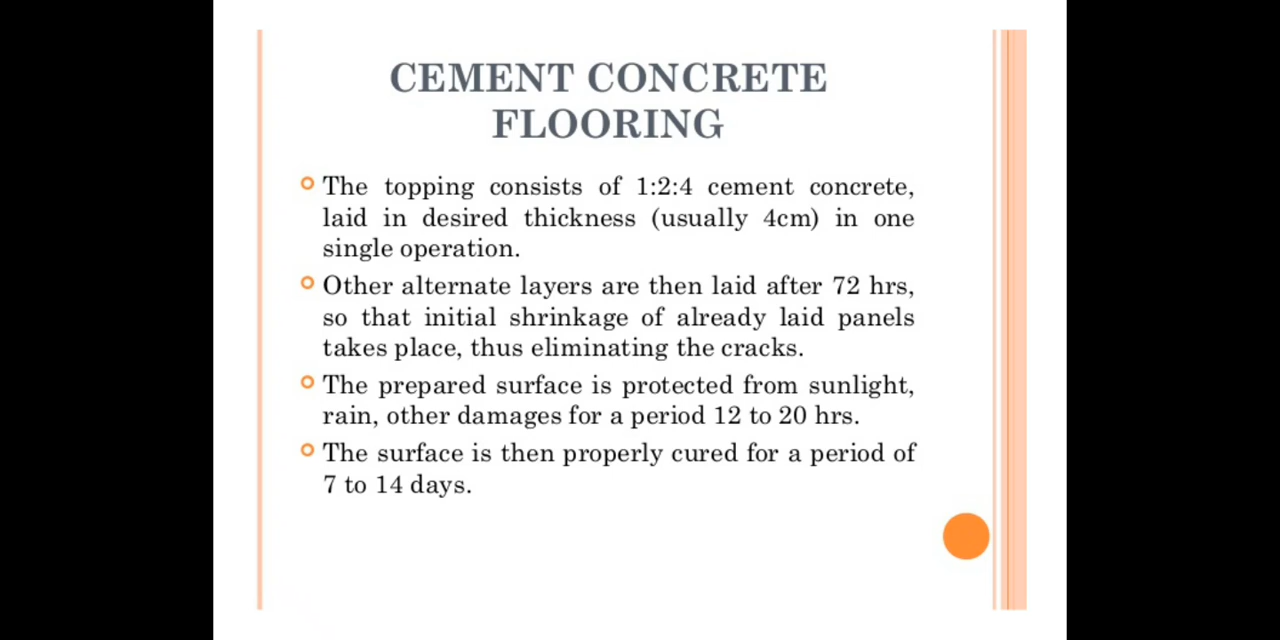 CEMENT CONCRETE
FLOORING
The topping consists of 1:2:4 cement concrete,
laid in desired thickness (usually 4cm) in one
single operation.
Other alternate layers are then laid after 72 hrs,
so that initial shrinkage of already laid panels
takes place, thus eliminating the cracks.
The prepared surface is protected from sunlight,
rain, other damages for a period 12 to 20 hrs.
The surface is then properly cured for a period of
7 to 14 days.